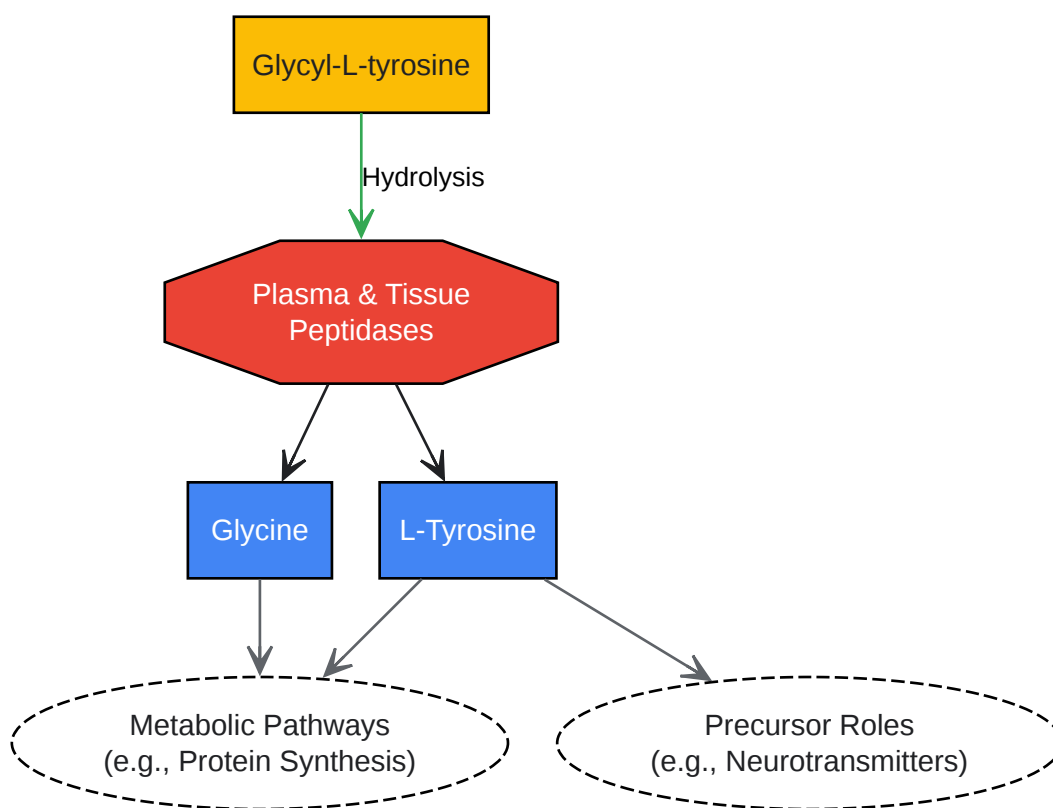 Glycyl-L-tyrosine
Hydrolysis
Plasma & Tissue
Peptidases
Glycine
L-Tyrosine
Metabolic Pathways
(e.g., Protein Synthesis)
Precursor Roles
(e.g., Neurotransmitters)